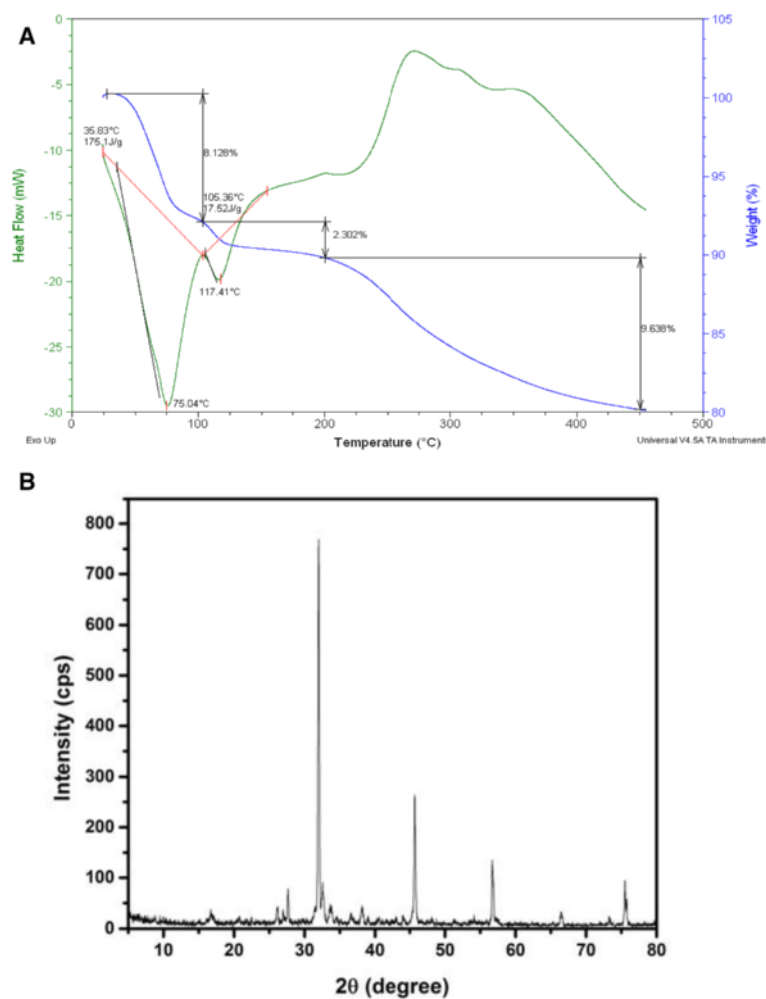 A
0
105
-5
100
35.83°C
175.1J/g
8.128%
-10
95
105.36°C
17.52J/g
Heat Flow (mW)
Weight (%)
-15
2.302%
90
-20
117.41°C
9.638%
85
-25
75.04°C
-30
80
0
100
200
300
400
500
Exo Up
Temperature (°C)
Universal V4.5A TA Instrument
B
800
700
600
500
400
300
200
100
0
Intensity (cps)
10
20
30
40
50
60
70
80
2θ (degree)